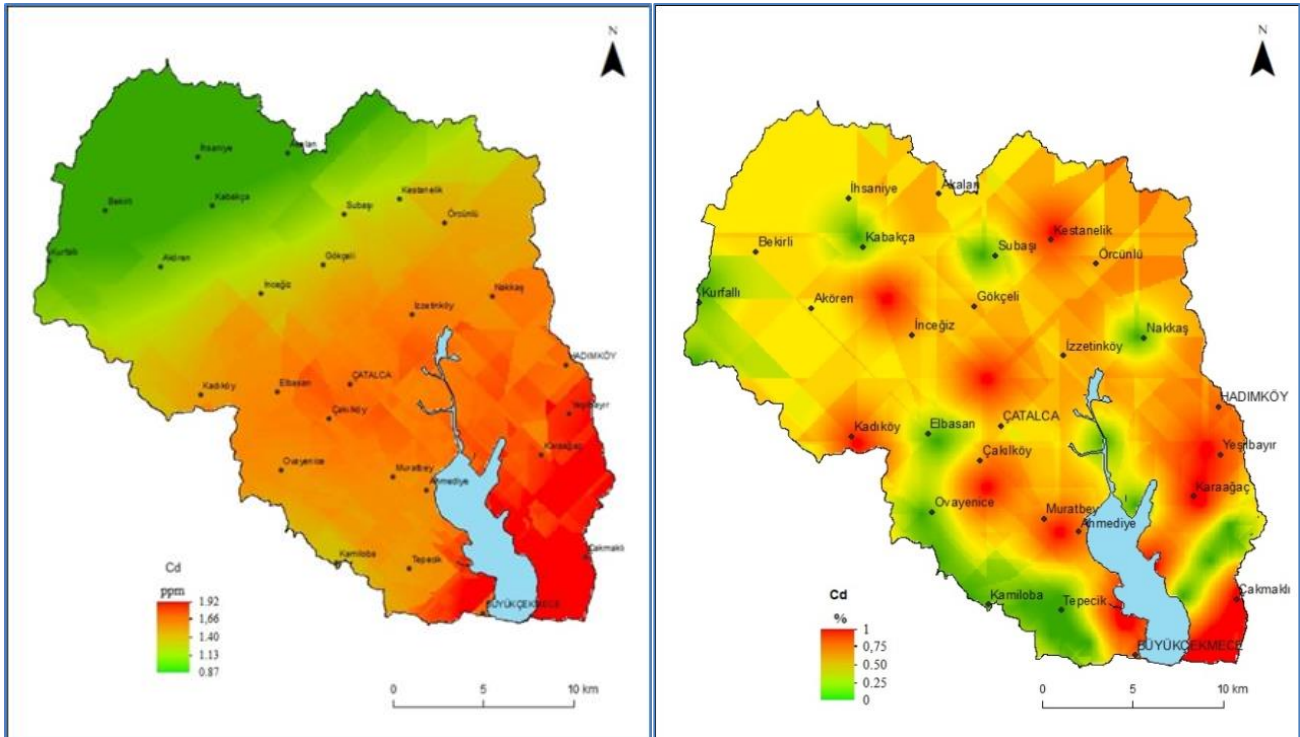 N
İhsaniye
Akalan
Bekirli
Kabakça
Kestanelik
Subaşı
Örcünlü
Kurfallı
Akören
Gökçeli
İnceğiz
Nakkaş
İzzetinköy
HADIMKÖY
ÇATALCA
Kadıköy
Elbasan
Yeşilbayır
Çakılköy
Karaağaç
Ovayenice
Muratbey
Ahmediye
Kamiloba
Tepecik
Çakmaklı
BÜYÜKÇEKMECE
Cd
ppm
1.92
1,66
1.40
1.13
0.87
0 5 10 km
N
İhsaniye
Akalan
Kabakça
Kestanelik
Bekirli
Subaşı
Örcünlü
Kurfallı
Akören
Gökçeli
İnceğiz
Nakkaş
İzzetinköy
HADIMKÖY
ÇATALCA
Kadıköy
Elbasan
Yeşilbayır
Çakılköy
Karaağaç
Ovayenice
Muratbey
Ahmediye
Kamiloba
Tepecik
Çakmaklı
BÜYÜKÇEKMECE
Cd
%
1
0,75
0,50
0.25
0
0 5 10 km